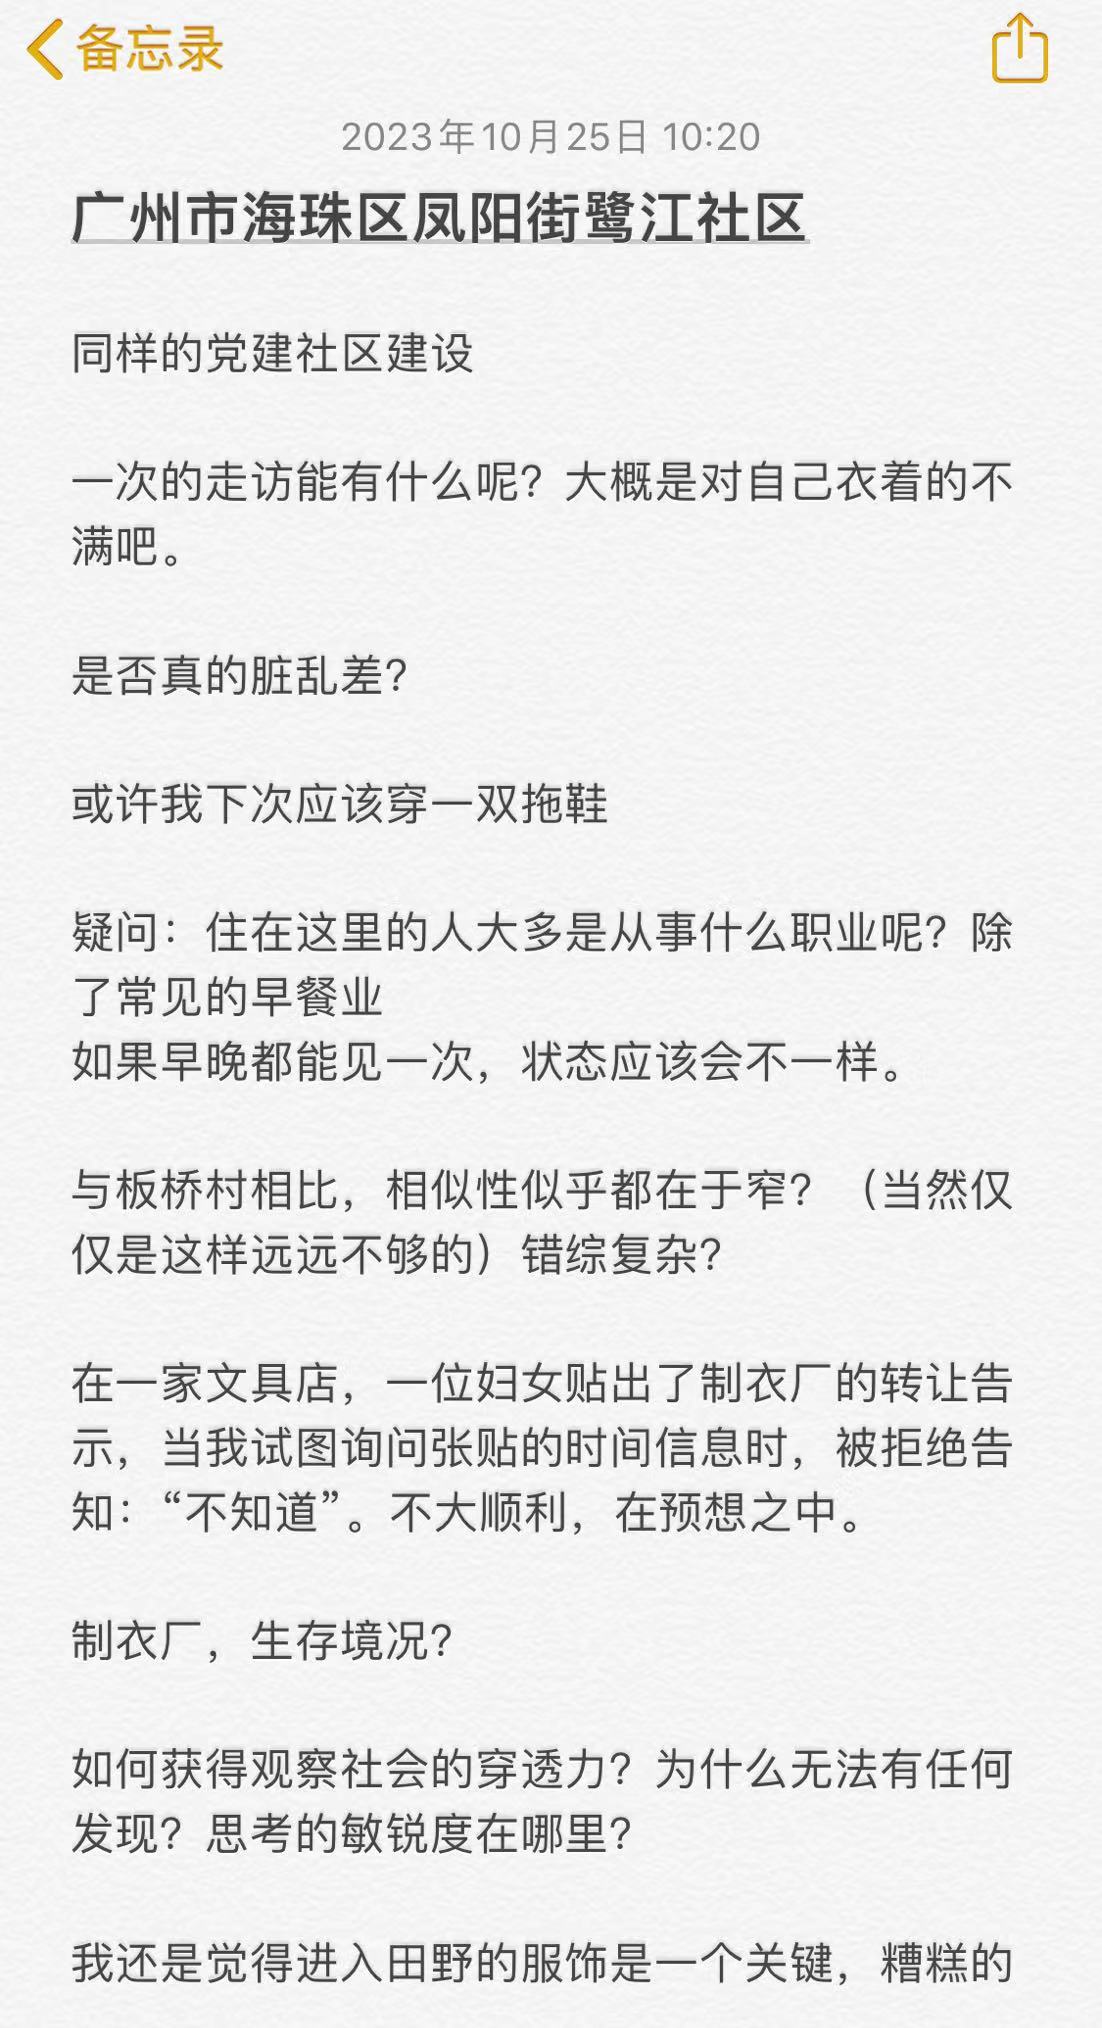 备忘录
2023年10月25日 10:20
广州市海珠区凤阳街鹭江社区
同样的党建社区建设
一次的走访能有什么呢？大概是对自己衣着的不
满吧。
是否真的脏乱差？
或许我下次应该穿一双拖鞋
疑问：住在这里的人大多是从事什么职业呢？除
了常见的早餐业
如果早晚都能见一次，状态应该会不一样。
与板桥村相比，相似性似乎都在于窄？（当然仅
仅是这样远远不够的）错综复杂？
在一家文具店，一位妇女贴出了制衣厂的转让告
示，当我试图询问张贴的时间信息时，被拒绝告
知：“不知道”。不大顺利，在预想之中。
制衣厂，生存境况？
如何获得观察社会的穿透力？为什么无法有任何
发现？思考的敏锐度在哪里？
我还是觉得进入田野的服饰是一个关键，糟糕的